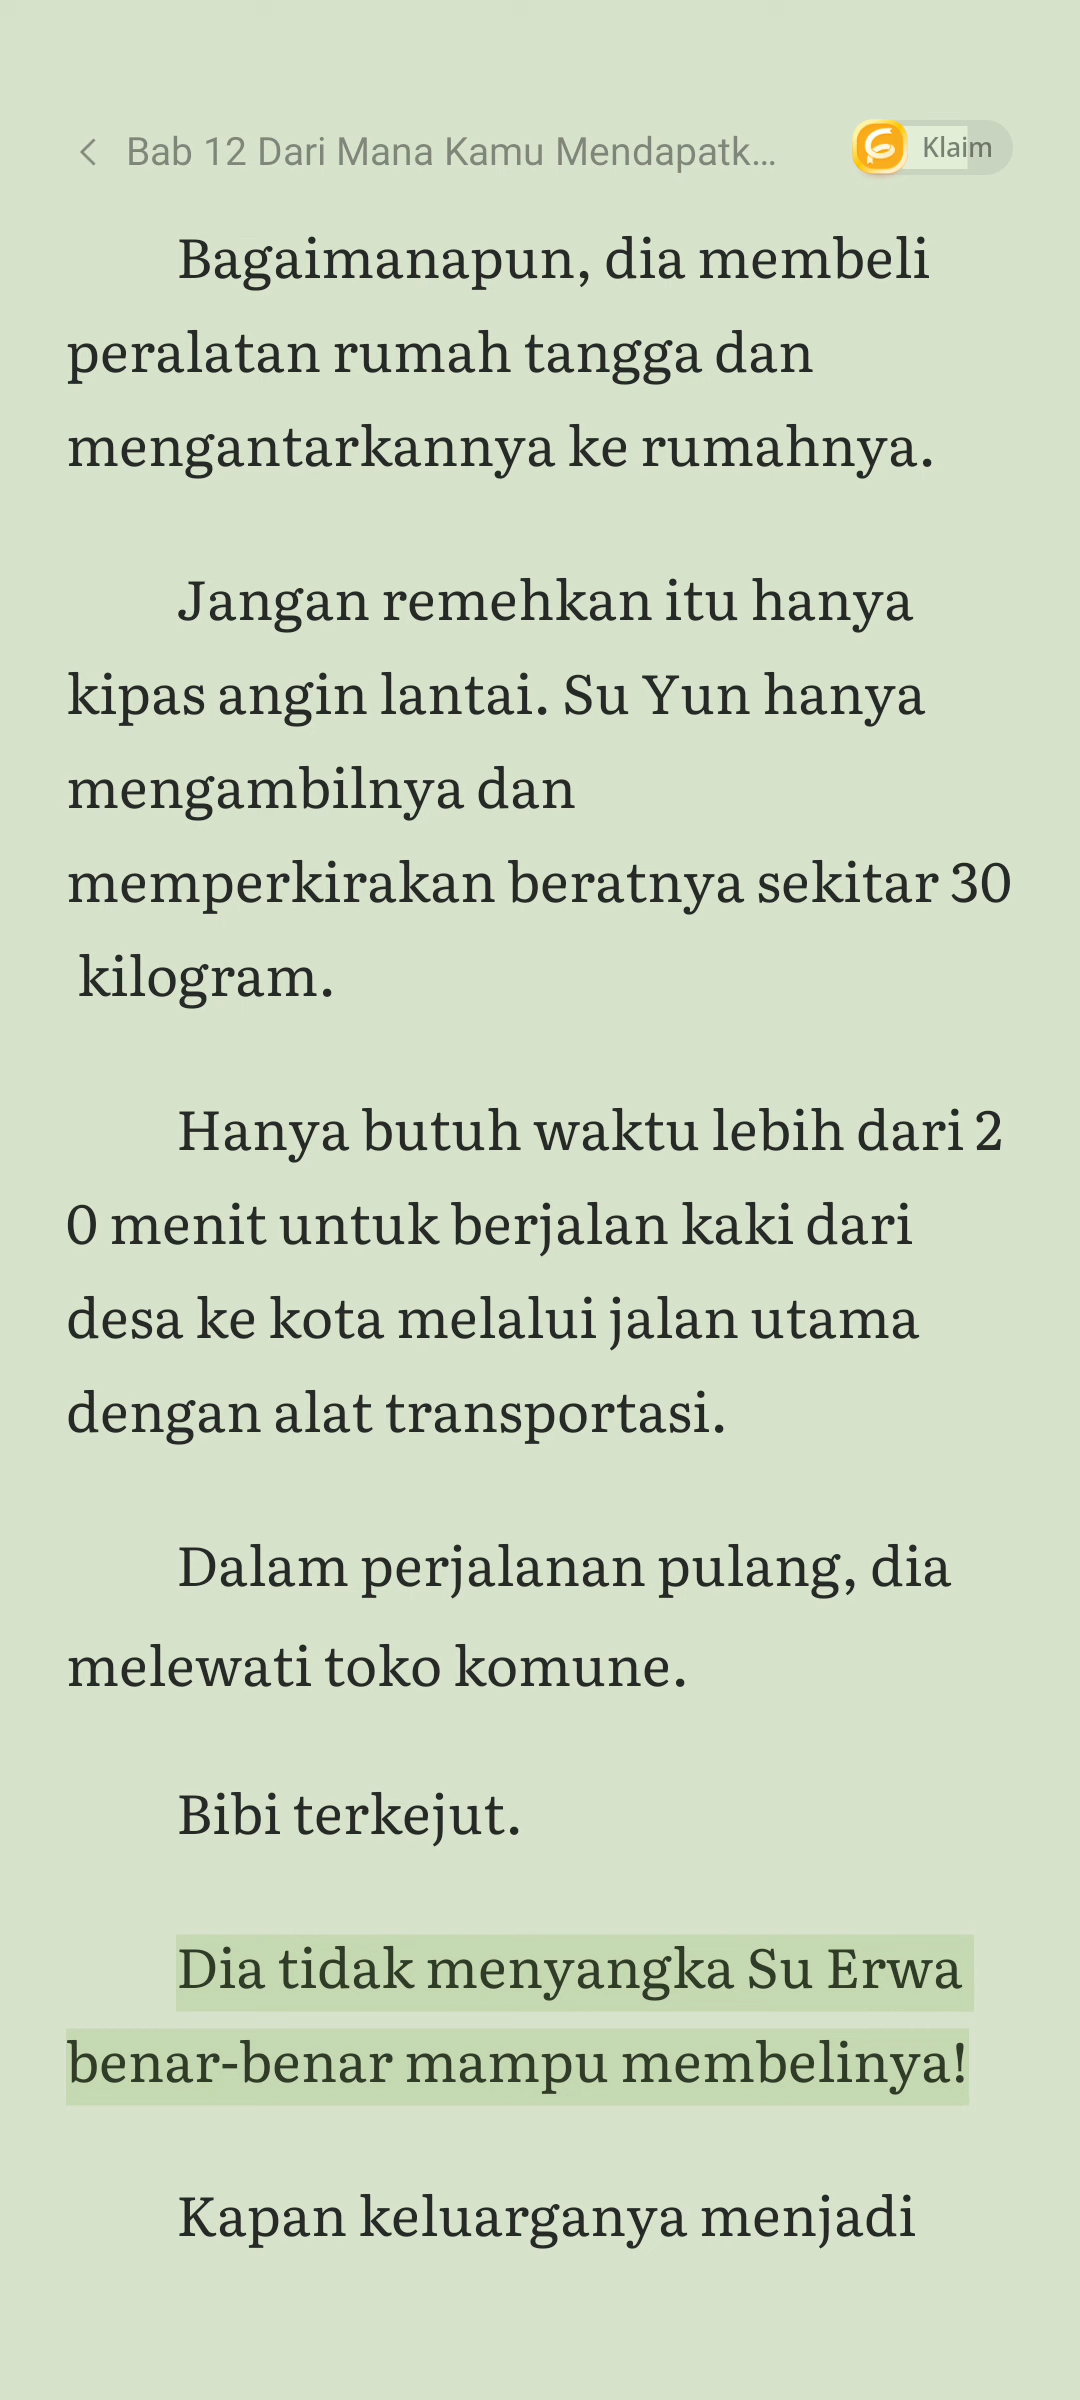 Bab 12 Dari Mana Kamu Mendapatk...
Klaim
Bagaimanapun, dia membeli
peralatan rumah tangga dan
mengantarkannya ke rumahnya.
Jangan remehkan itu hanya
kipas angin lantai. Su Yun hanya
mengambilnya dan
memperkirakan beratnya sekitar 30
kilogram.
Hanya butuh waktu lebih dari 2
0 menit untuk berjalan kaki dari
desa ke kota melalui jalan utama
dengan alat transportasi.
Dalam perjalanan pulang, dia
melewati toko komune.
Bibi terkejut.
Dia tidak menyangka Su Erwa
benar-benar mampu membelinya!
Kapan keluarganya menjadi